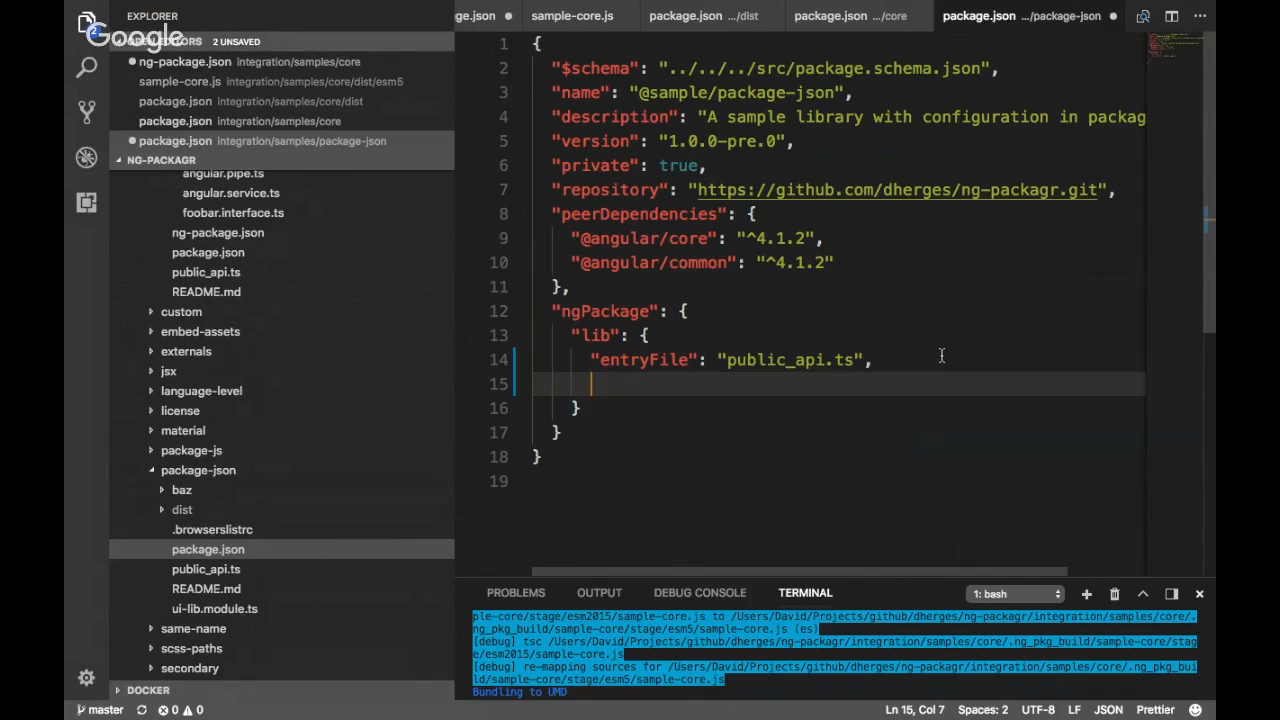 EXPLORER
Google
2
OPEN EDITORS 2 UNSAVED
ng-package.json integration/samples/core
sample-core.js integration/samples/core/dist/esm5
package.json integration/samples/core/dist
package.json integration/samples/core
package.json integration/samples/package-json
NG-PACKAGR
angular.pipe.ts
angular.service.ts
foobar.interface.ts
ng-package.json
package.json
public_api.ts
README.md
custom
embed-assets
externals
jsx
language-level
license
material
package-js
package-json
baz
dist
.browserslistrc
package.json
public_api.ts
README.md
ui-lib.module.ts
same-name
scss-paths
secondary
DOCKER
ge.json
sample-core.js
package.json .../dist
package.json .../core
package.json .../package-json
1 {
2 "$schema": "../../../src/package.schema.json",
3 "name": "@sample/package-json",
4 "description": "A sample library with configuration in packag
5 "version": "1.0.0-pre.0",
6 "private": true,
7 "repository": "https://github.com/dherges/ng-packagr.git",
8 "peerDependencies": {
9 "@angular/core": "^4.1.2",
10 "@angular/common": "^4.1.2"
11 },
12 "ngPackage": {
13 "lib": {
14 "entryFile": "public_api.ts",
15
16 }
17 }
18 }
19
PROBLEMS OUTPUT DEBUG CONSOLE TERMINAL 1: bash
ple-core/stage/esm2015/sample-core.js to /Users/David/Projects/github/dherges/ng-packagr/integration/samples/core/.
ng_pkg_build/sample-core/stage/esm5/sample-core.js (es)
[debug] tsc /Users/David/Projects/github/dherges/ng-packagr/integration/samples/core/.ng_pkg_build/sample-core/stag
e/esm2015/sample-core.js
[debug] re-mapping sources for /Users/David/Projects/github/dherges/ng-packagr/integration/samples/core/.ng_pkg_bui
ld/sample-core/stage/esm5/sample-core.js
Bundling to UMD
master 0 0 Ln 15, Col 7 Spaces: 2 UTF-8 LF JSON Prettier